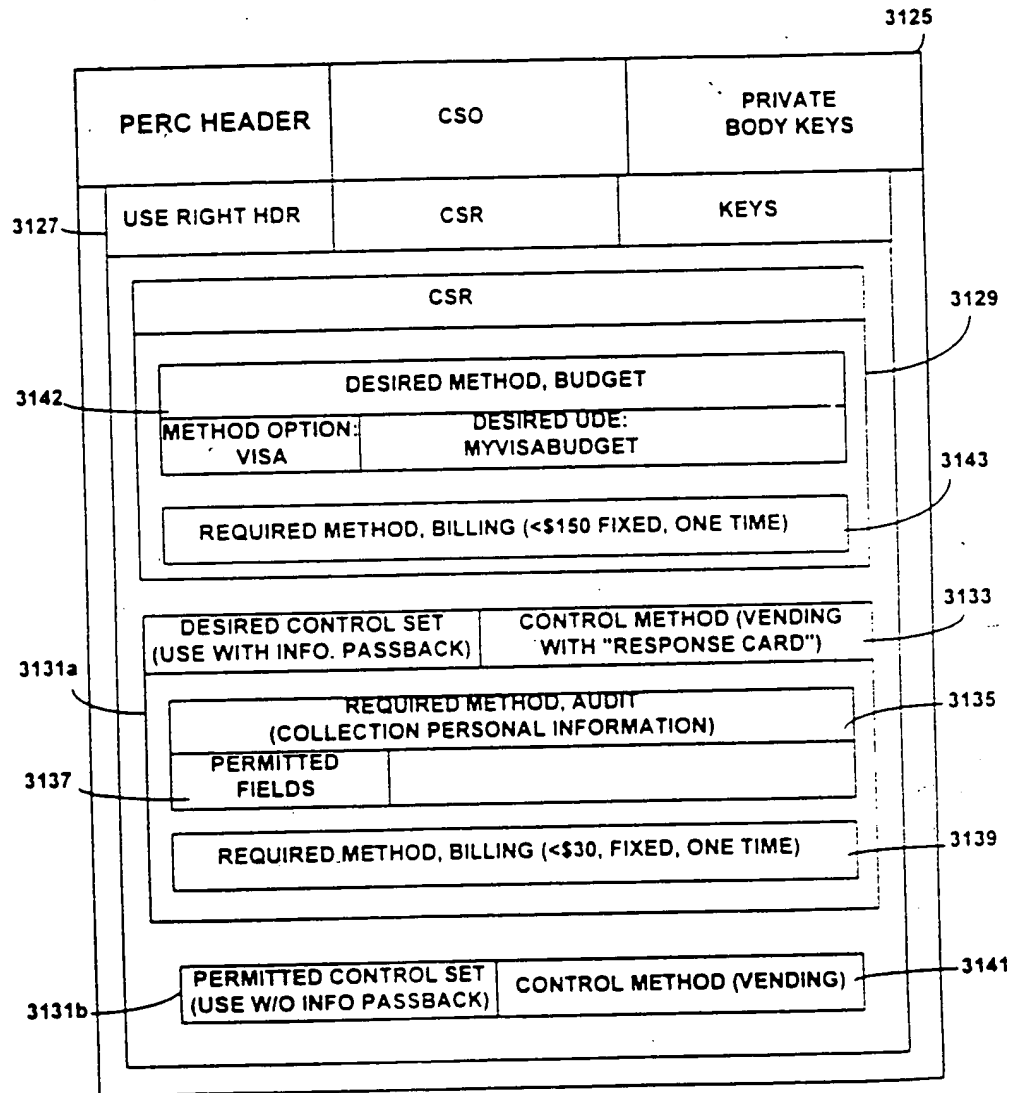 3125
PERC HEADER
CSO
PRIVATE
BODY KEYS
3127
USE RIGHT HDR
CSR
KEYS
CSR
3129
3142
DESIRED METHOD, BUDGET
METHOD OPTION:
VISA
DESIRED UDE:
MYVISABUDGET
3143
REQUIRED METHOD, BILLING (<$150 FIXED, ONE TIME)
3133
DESIRED CONTROL SET
(USE WITH INFO. PASSBACK)
CONTROL METHOD (VENDING
WITH "RESPONSE CARD")
3131a
REQUIRED METHOD, AUDIT
(COLLECTION PERSONAL INFORMATION)
3135
3137
PERMITTED
FIELDS
REQUIRED METHOD, BILLING (<$30, FIXED, ONE TIME)
3139
3131b
PERMITTED CONTROL SET
(USE W/O INFO PASSBACK)
CONTROL METHOD (VENDING)
3141